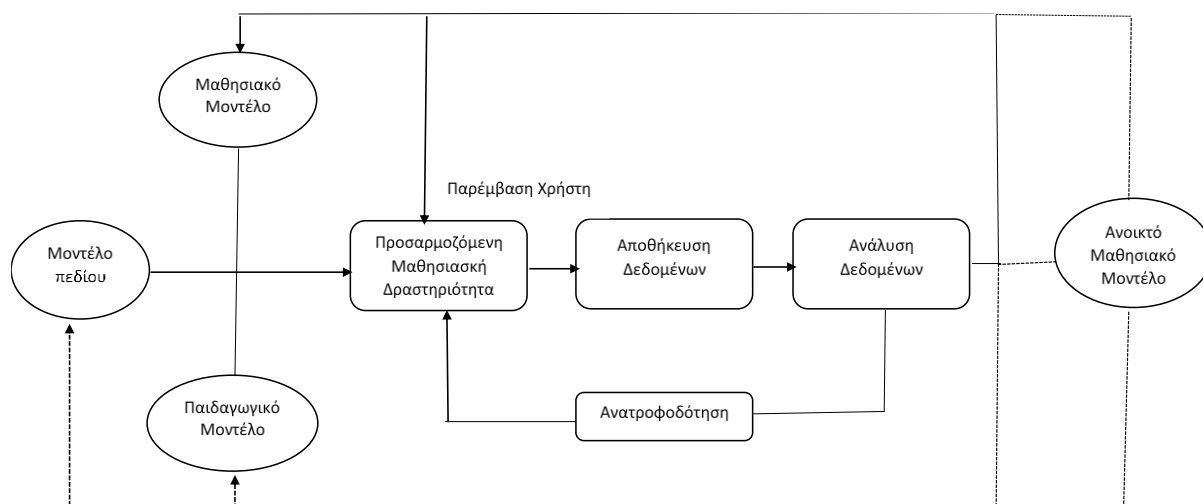 Μαθησιακό
Μοντέλο
Παρέμβαση Χρήστη
Μοντέλο
πεδίου
Προσαρμοζόμενη
Μαθησιασκή
Δραστηριότητα
Αποθήκευση
Δεδομένων
Ανάλυση
Δεδομένων
Ανοικτό
Μαθησιακό
Μοντέλο
Παιδαγωγικό
Μοντέλο
Ανατροφοδότηση